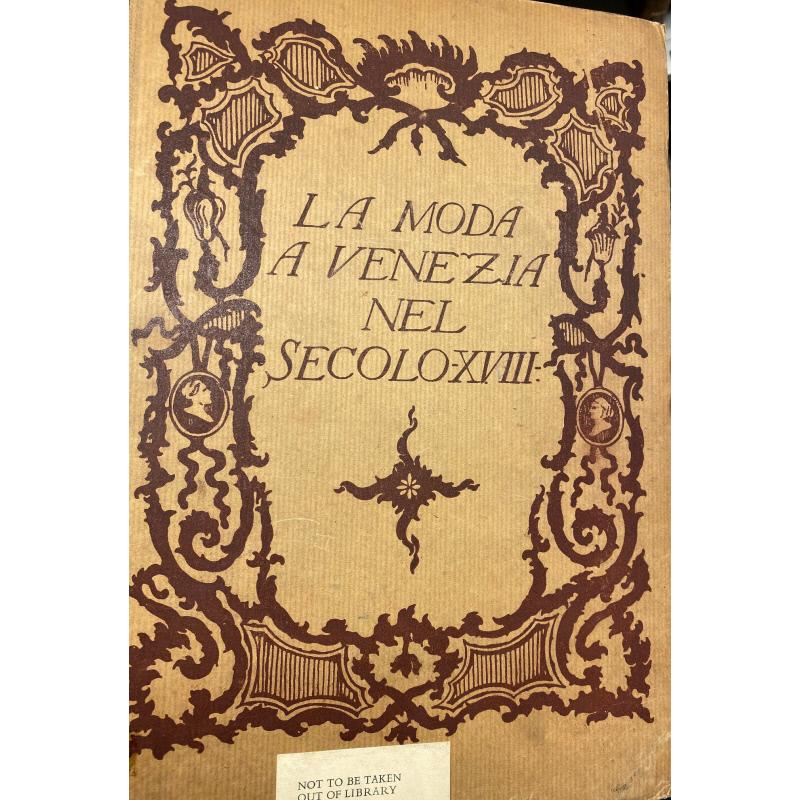 LA MODA
A VENEZIA
NEL
SECOLO-XVIII-
NOT TO BE TAKEN
OUT OF LIBRARY